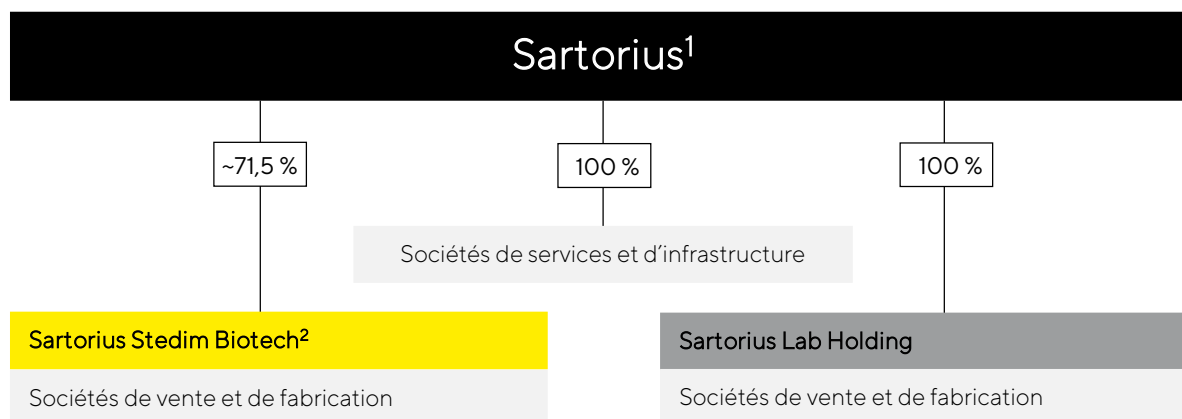 Sartorius¹
~71,5 %
100 %
100 %
Sociétés de services et d’infrastructure
Sartorius Stedim Biotech²
Sartorius Lab Holding
Sociétés de vente et de fabrication
Sociétés de vente et de fabrication